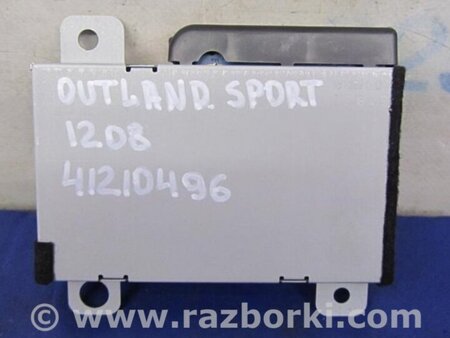 OUTLAND SPORT
1208
41210496
© www.razborki.com